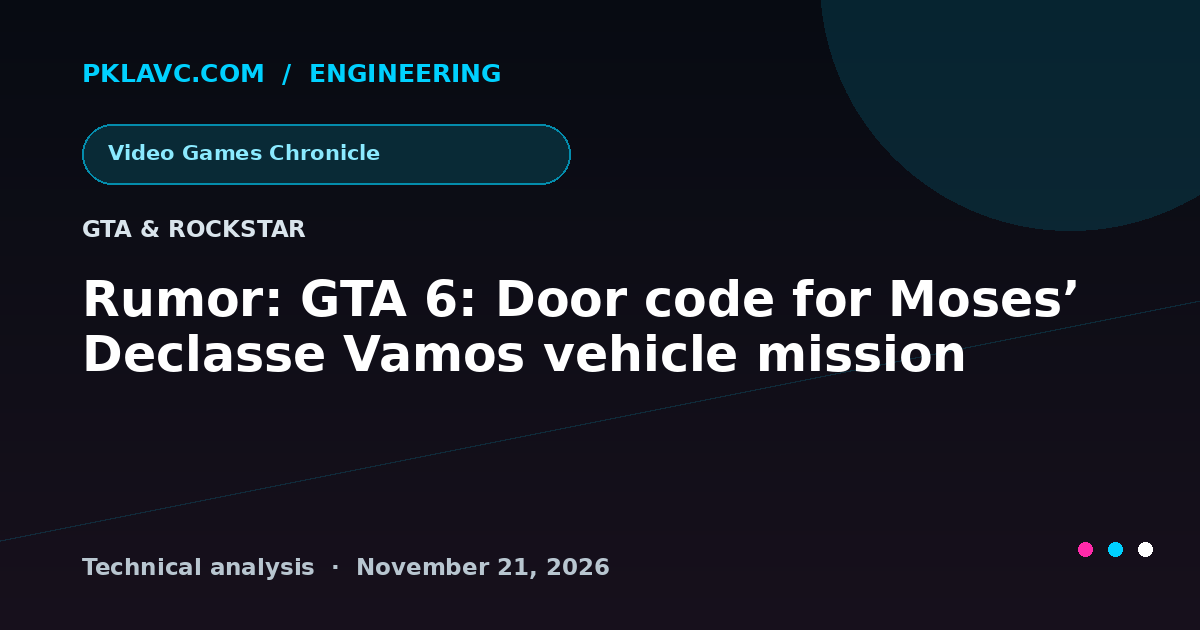 PKLAVC.COM / ENGINEERING
Video Games Chronicle
GTA & ROCKSTAR
Rumor: GTA 6: Door code for Moses’
Declasse Vamos vehicle mission
Technical analysis · November 21, 2026